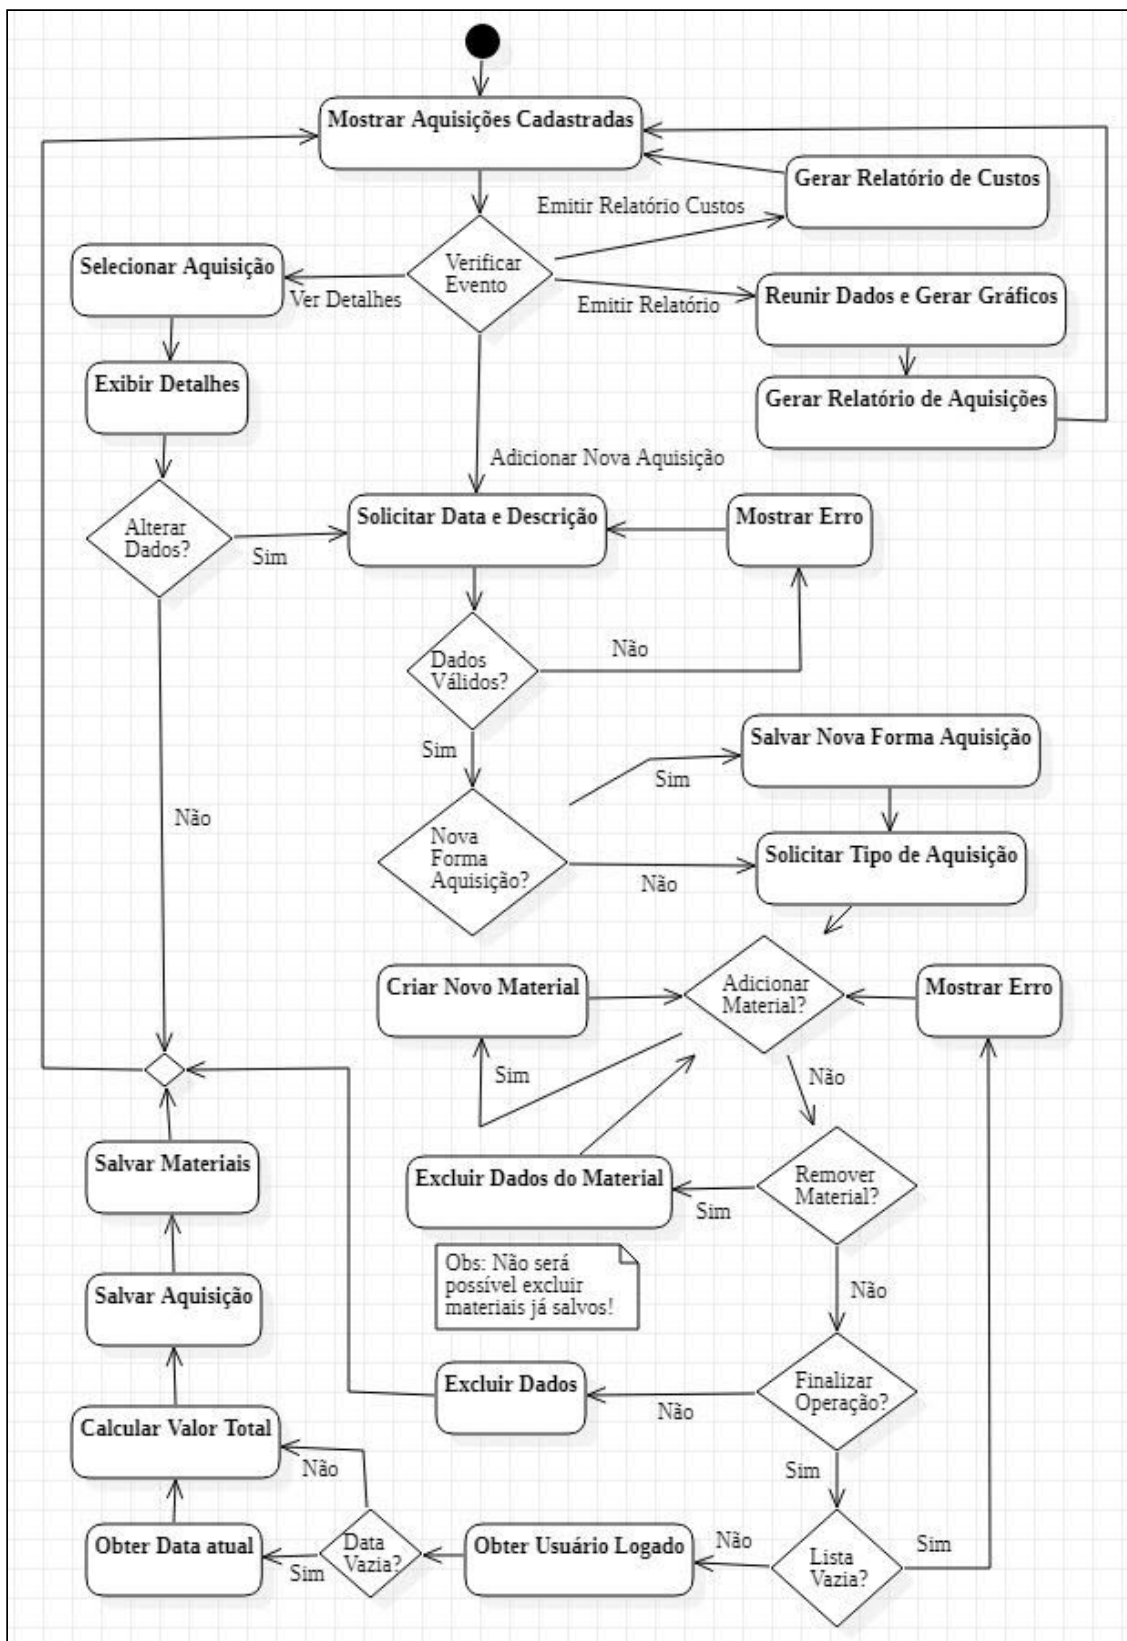 Mostrar Aquisições Cadastradas
Gerar Relatório de Custos
Emitir Relatório Custos
Verificar
Evento
Selecionar Aquisição
Ver Detalhes
Emitir Relatório
Reunir Dados e Gerar Gráficos
Exibir Detalhes
Gerar Relatório de Aquisições
Adicionar Nova Aquisição
Alterar
Dados?
Sim
Solicitar Data e Descrição
Mostrar Erro
Dados
Válidos?
Não
Sim
Salvar Nova Forma Aquisição
Sim
Não
Nova
Forma
Aquisição?
Não
Solicitar Tipo de Aquisição
Criar Novo Material
Adicionar
Material?
Mostrar Erro
Sim
Não
Salvar Materiais
Excluir Dados do Material
Sim
Remover
Material?
Obs: Não será
possível excluir
materiais já salvos!
Não
Salvar Aquisição
Excluir Dados
Não
Finalizar
Operação?
Calcular Valor Total
Não
Sim
Obter Data atual
Sim
Data
Vazia?
Obter Usuário Logado
Não
Lista
Vazia?
Sim